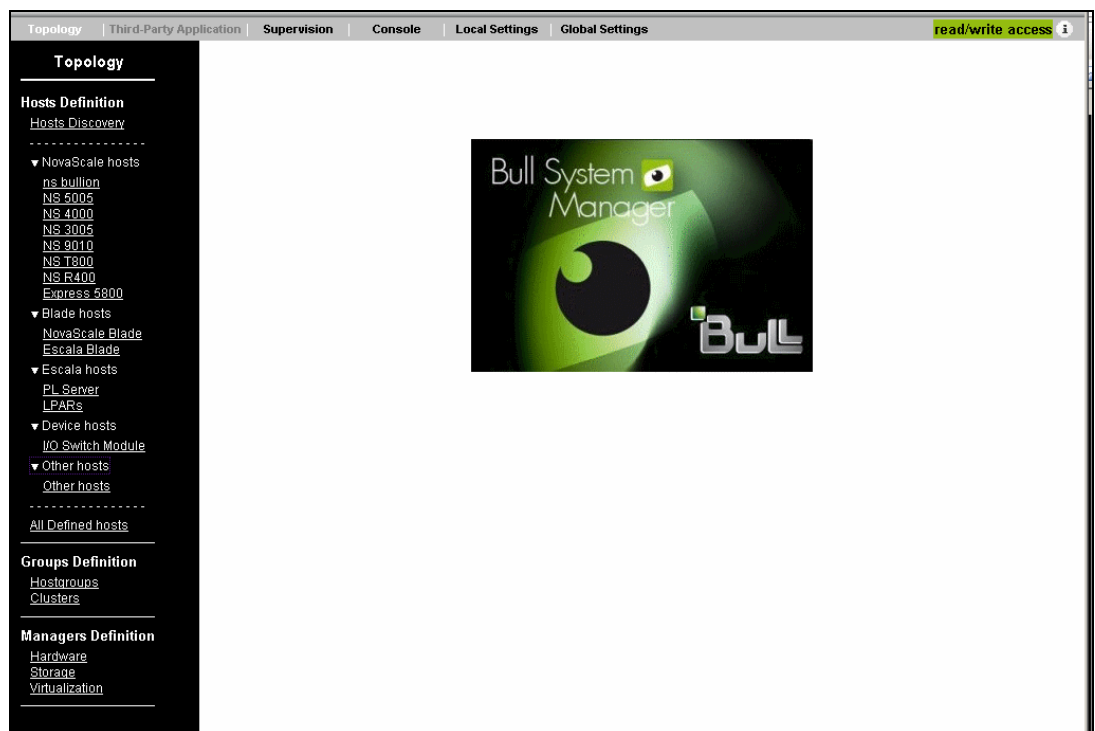 Topology | Third-Party Application | Supervision | Console | Local Settings | Global Settings read/write access i
Topology
Hosts Definition
Hosts Discovery
NovaScale hosts
ns bullion
NS 5005
NS 4000
NS 3005
NS 9010
NS T800
NS R400
Express 5800
Blade hosts
NovaScale Blade
Escala Blade
Escala hosts
PL Server
LPARs
Device hosts
I/O Switch Module
Other hosts
Other hosts
All Defined hosts
Groups Definition
Hostgroups
Clusters
Managers Definition
Hardware
Storage
Virtualization
Bull System
Manager
Bull